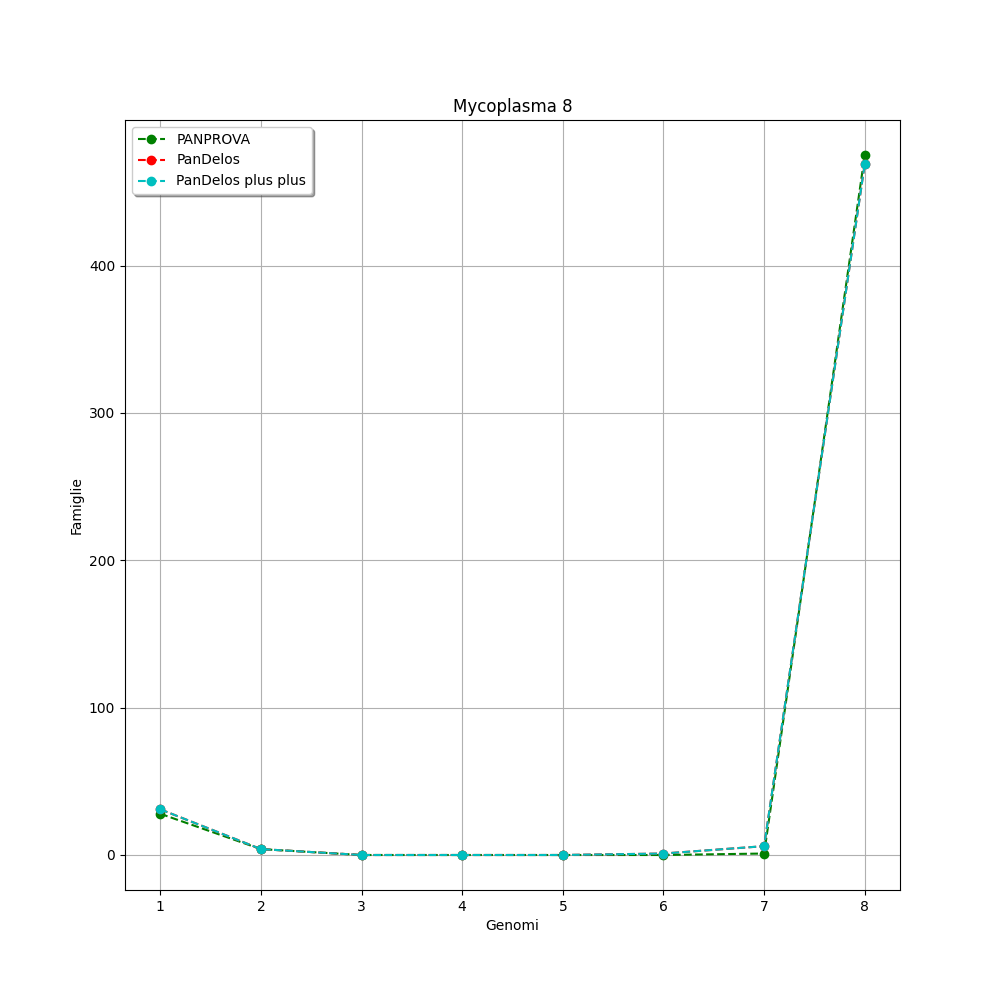 Mycoplasma 8
PANPROVA
PanDelos
PanDelos plus plus
400
300
200
100
0
Famiglie
1 2 3 4 5 6 7 8
Genomi